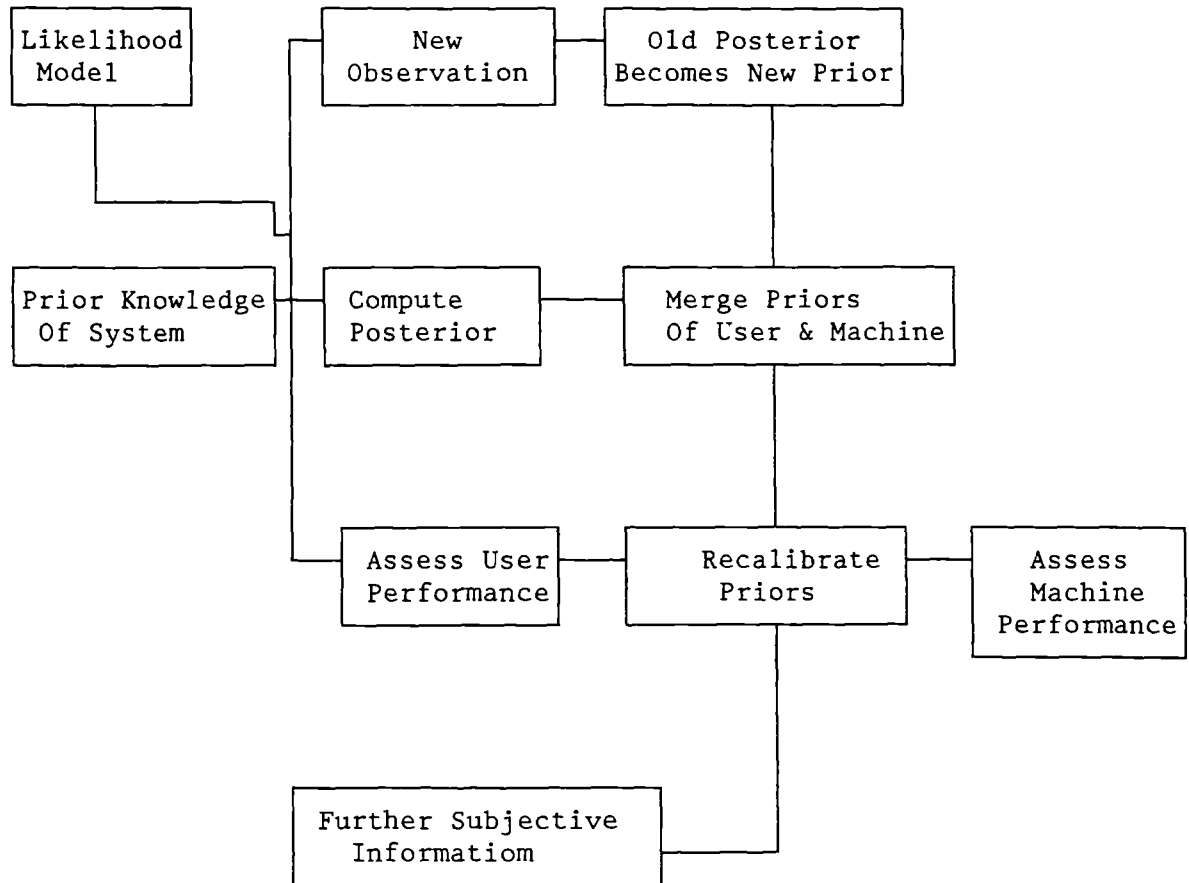 Likelihood
Model
New
Observation
Old Posterior
Becomes New Prior
Prior Knowledge
Of System
Compute
Posterior
Merge Priors
Of User & Machine
Assess User
Performance
Recalibrate
Priors
Assess
Machine
Performance
Further Subjective
Informatiom